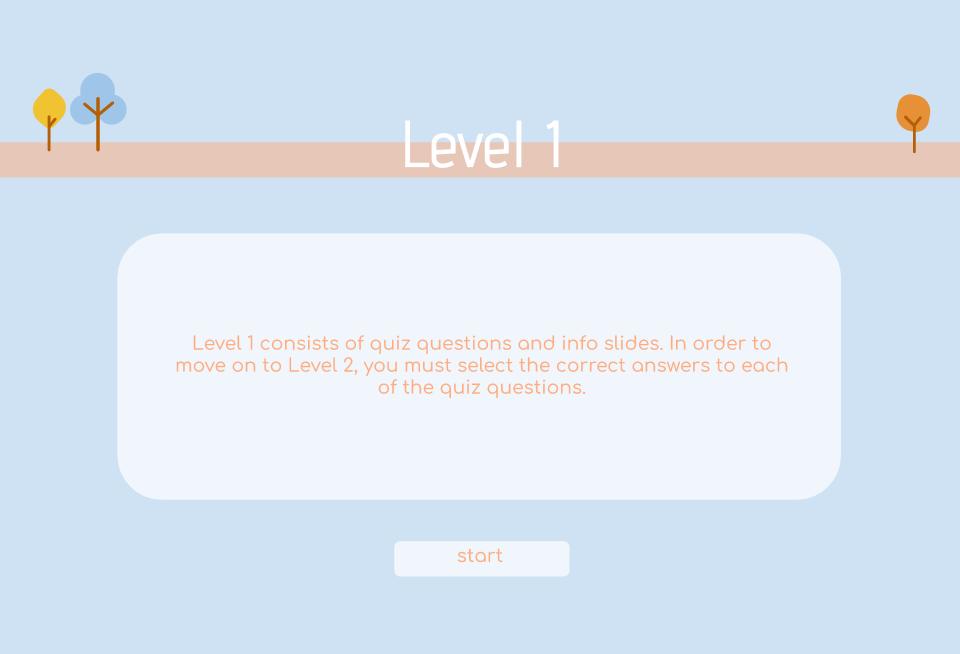 Level 1
Level 1 consists of quiz questions and info slides. In order to
move on to Level 2, you must select the correct answers to each
of the quiz questions.
start